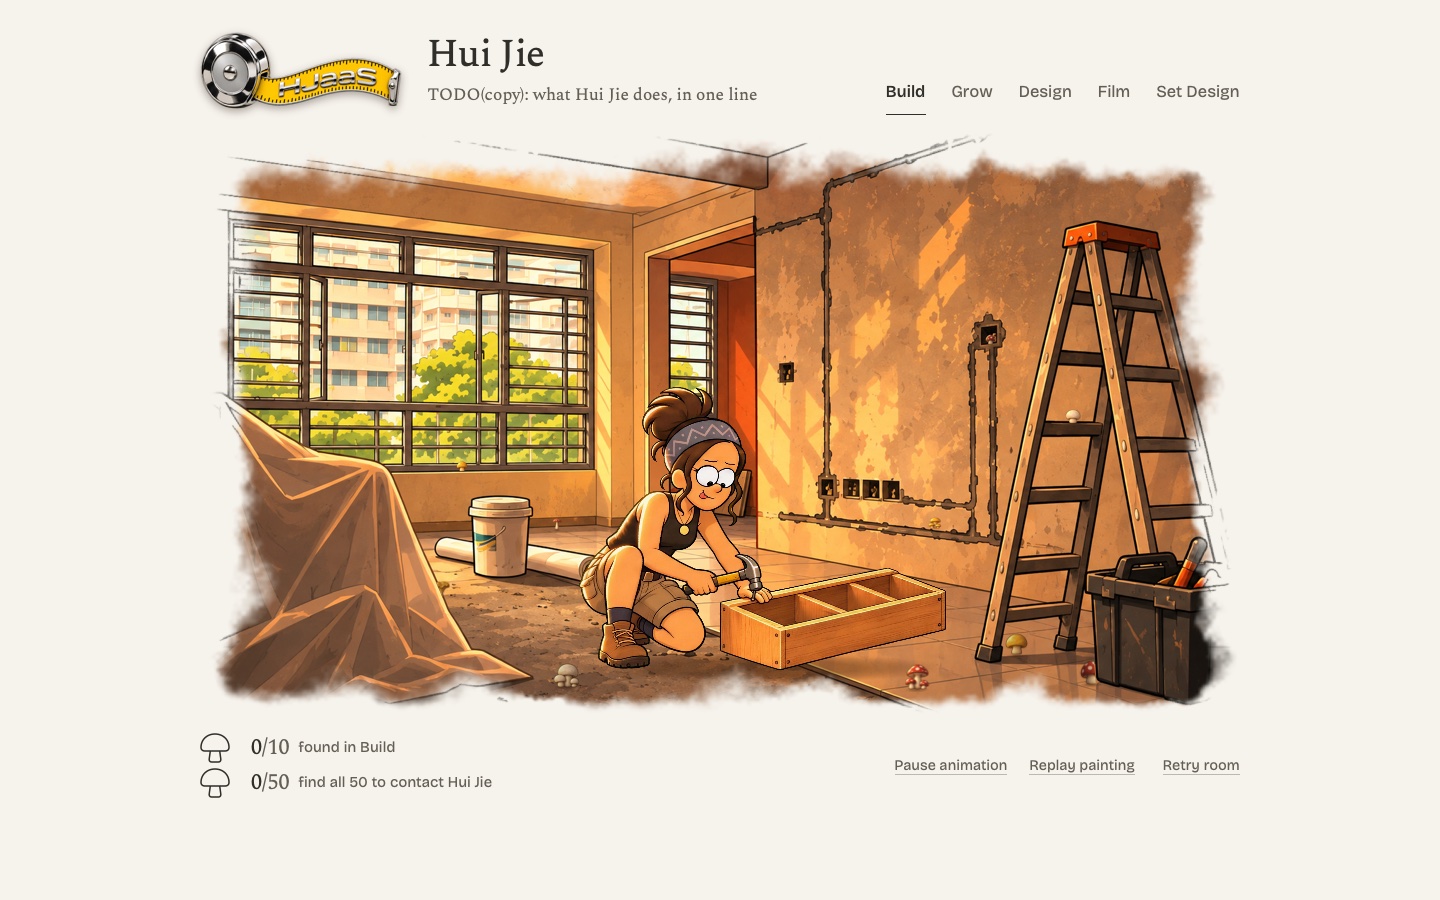 HJaaS
Hui Jie
TODO(copy): what Hui Jie does, in one line
Build Grow Design Film Set Design
0/10 found in Build
0/50 find all 50 to contact Hui Jie
Pause animation Replay painting Retry room